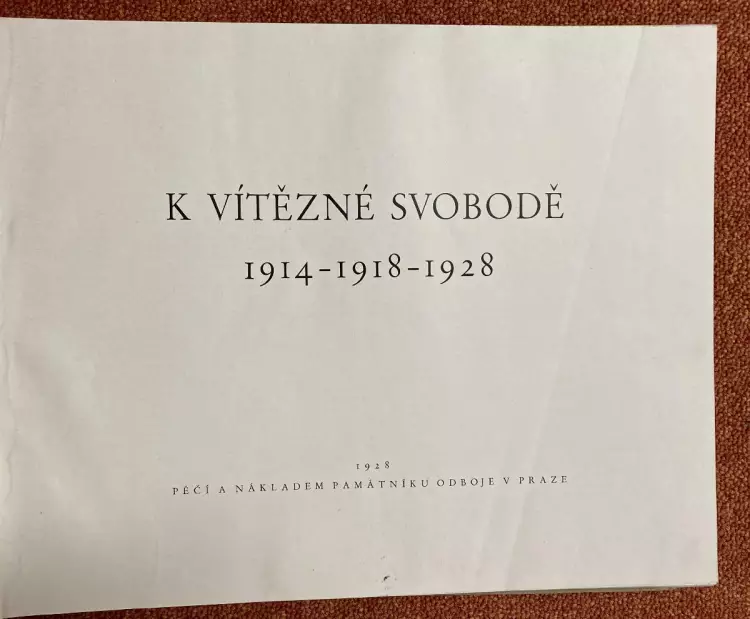 K VÍTĚZNÉ SVOBODĚ
1914-1918-1928
1928
PÉČÍ A NÁKLADEM PAMÁTNÍKU ODBOJE V PRAZE